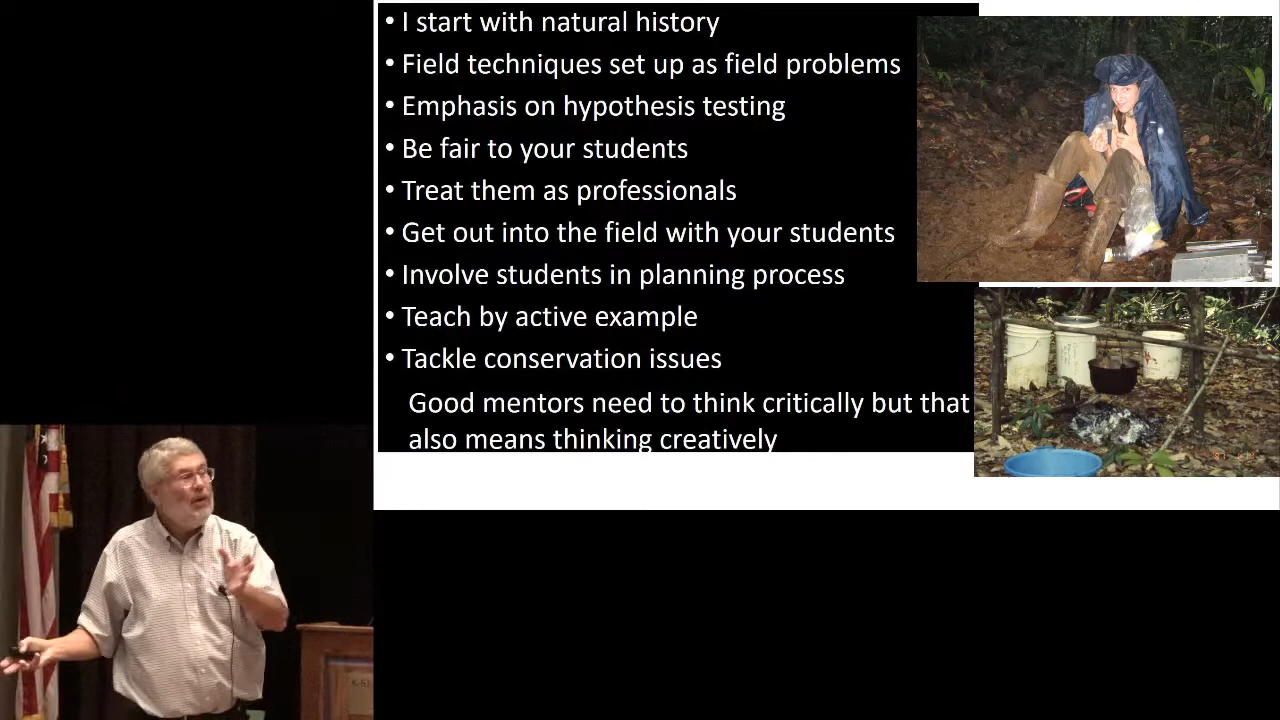 • I start with natural history
• Field techniques set up as field problems
• Emphasis on hypothesis testing
• Be fair to your students
• Treat them as professionals
• Get out into the field with your students
• Involve students in planning process
• Teach by active example
• Tackle conservation issues
Good mentors need to think critically but that
also means thinking creatively